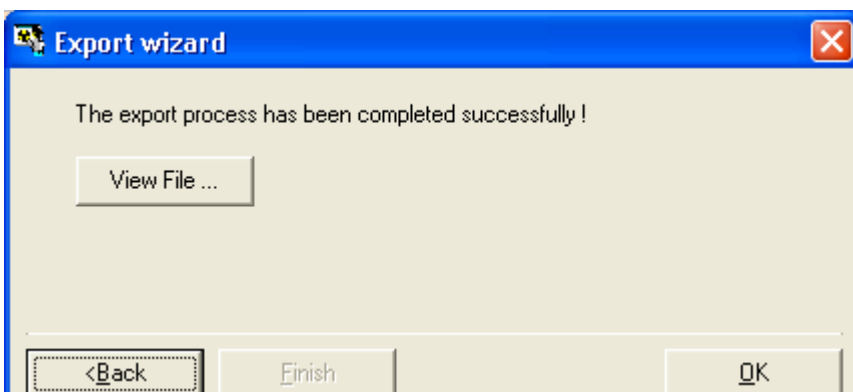 Export wizard
The export process has been completed successfully !
View File ...
<Back Finish OK